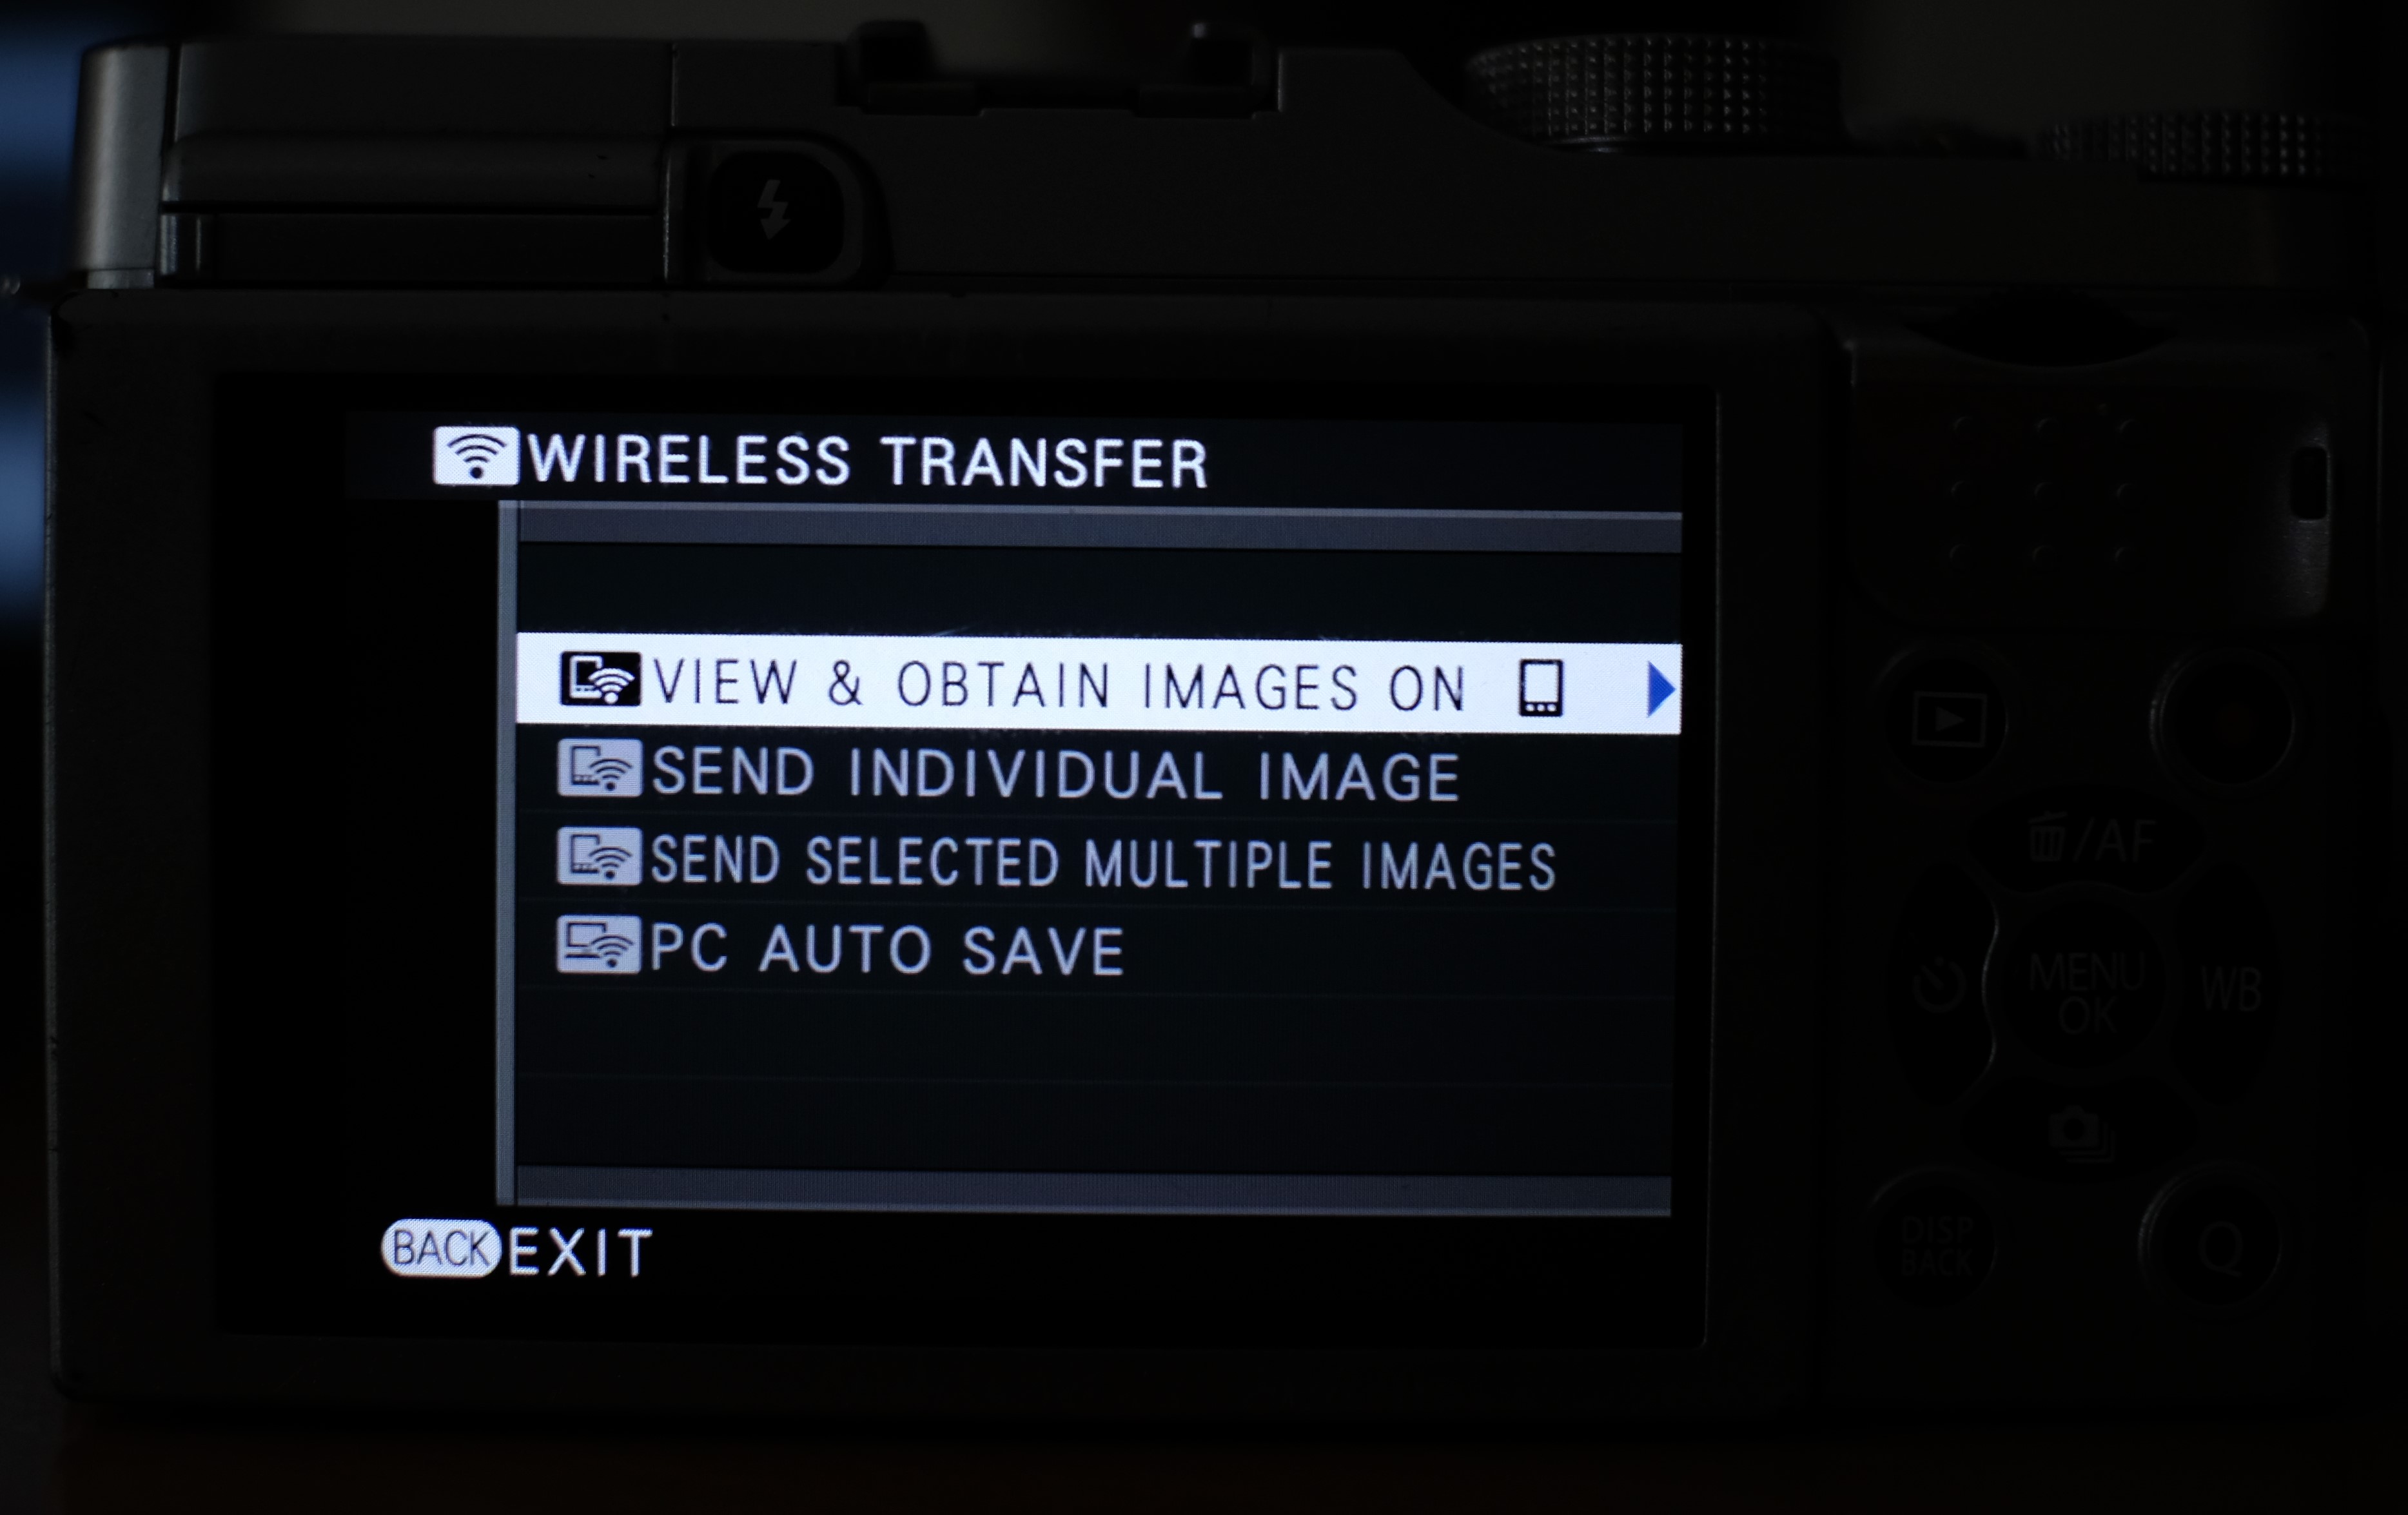 WIRELESS TRANSFER
VIEW & OBTAIN IMAGES ON
SEND INDIVIDUAL IMAGE
SEND SELECTED MULTIPLE IMAGES
PC AUTO SAVE
BACK EXIT
/AF
MENU
OK
WB
DISP
BACK
Q